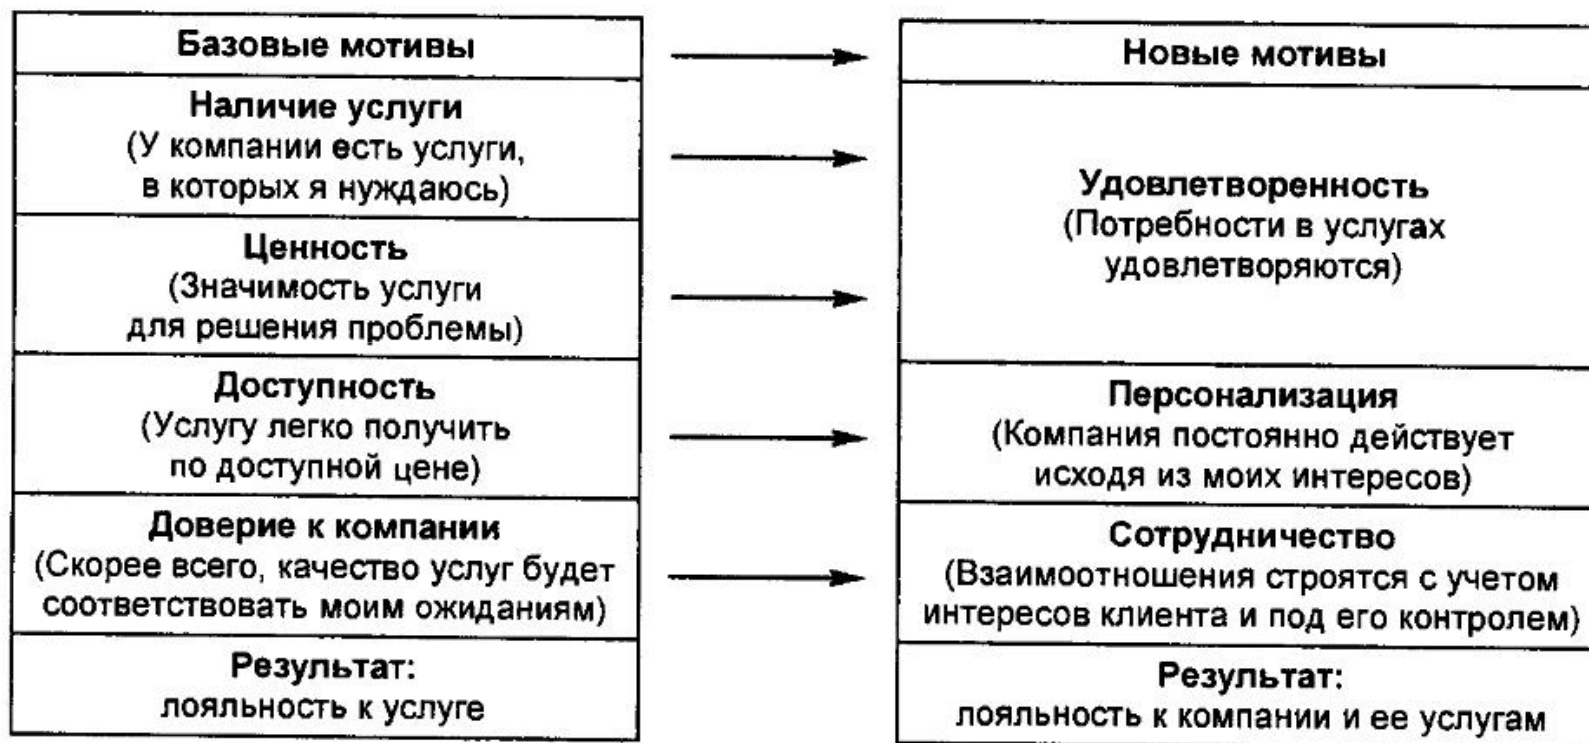 Базовые мотивы
Наличие услуги
(У компании есть услуги,
в которых я нуждаюсь)
Ценность
(Значимость услуги
для решения проблемы)
Доступность
(Услугу легко получить
по доступной цене)
Доверие к компании
(Скорее всего, качество услуг будет
соответствовать моим ожиданиям)
Результат:
лояльность к услуге
Новые мотивы
Удовлетворенность
(Потребности в услугах
удовлетворяются)
Персонализация
(Компания постоянно действует
исходя из моих интересов)
Сотрудничество
(Взаимоотношения строятся с учетом
интересов клиента и под его контролем)
Результат:
лояльность к компании и ее услугам